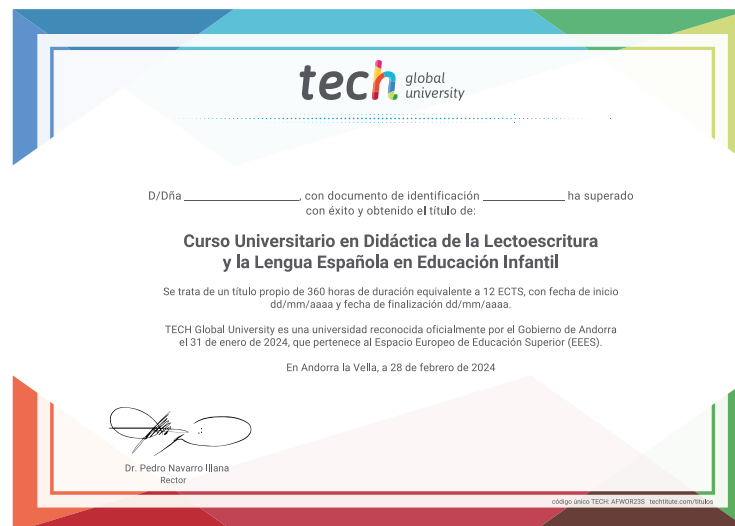 tech global university
D/Dña ________________, con documento de identificación ____________ ha superado
con éxito y obtenido el título de:
Curso Universitario en Didáctica de la Lectoescritura
y la Lengua Española en Educación Infantil
Se trata de un título propio de 360 horas de duración equivalente a 12 ECTS, con fecha de inicio
dd/mm/aaaa y fecha de finalización dd/mm/aaaa.
TECH Global University es una universidad reconocida oficialmente por el Gobierno de Andorra
el 31 de enero de 2024, que pertenece al Espacio Europeo de Educación Superior (EEES).
En Andorra la Vella, a 28 de febrero de 2024
Dr. Pedro Navarro Illana
Rector
código único TECH: AFWOR23S techtitute.com/titulos